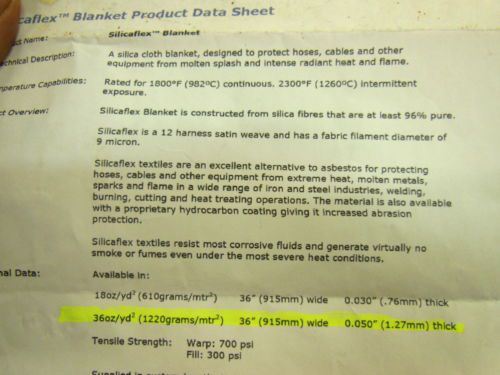 Silicaflex™ Blanket Product Data Sheet
Name: Silicaflex™ Blanket
Technical Description: A silica cloth blanket, designed to protect hoses, cables and other
equipment from molten splash and intense radiant heat and flame.
Temperature Capabilities: Rated for 1800°F (982°C) continuous. 2300°F (1260°C) intermittent
exposure.
Overview: Silicaflex Blanket is constructed from silica fibres that are at least 96% pure.
Silicaflex is a 12 harness satin weave and has a fabric filament diameter of
9 micron.
Silicaflex textiles are an excellent alternative to asbestos for protecting
hoses, cables and other equipment from extreme heat, molten metals,
sparks and flame in a wide range of iron and steel industries, welding,
burning, cutting and heat treating operations. The material is also available
with a proprietary hydrocarbon coating giving it increased abrasion
protection.
Silicaflex textiles resist most corrosive fluids and generate virtually no
smoke or fumes even under the most severe heat conditions.
Data: Available in:
18oz/yd² (610grams/mtr²) 36" (915mm) wide 0.030" (.76mm) thick
36oz/yd² (1220grams/mtr²) 36" (915mm) wide 0.050" (1.27mm) thick
Tensile Strength: Warp: 700 psi
Fill: 300 psi